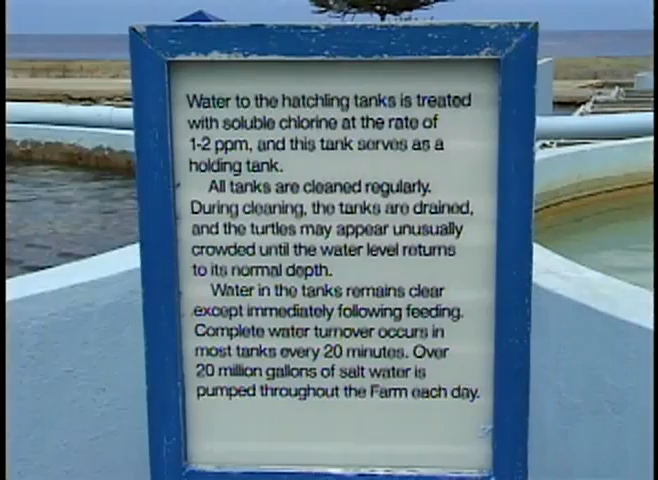 Water to the hatchling tanks is treated
with soluble chlorine at the rate of
1-2 ppm, and this tank serves as a
holding tank.
All tanks are cleaned regularly.
During cleaning, the tanks are drained,
and the turtles may appear unusually
crowded until the water level returns
to its normal depth.
Water in the tanks remains clear
except immediately following feeding.
Complete water turnover occurs in
most tanks every 20 minutes. Over
20 million gallons of salt water is
pumped throughout the Farm each day.